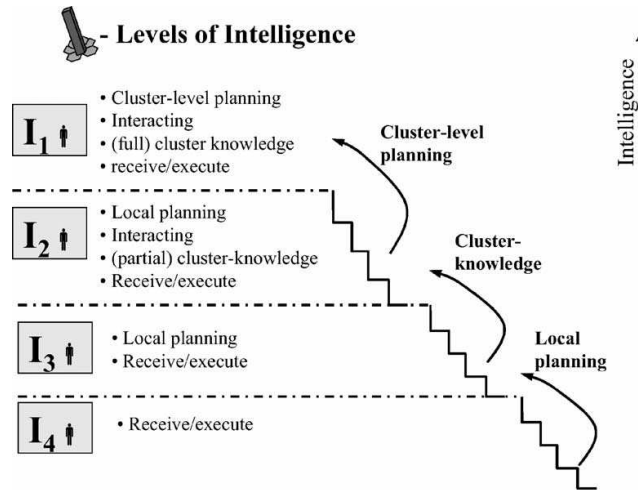 - Levels of Intelligence
Intelligence
I1
• Cluster-level planning
• Interacting
• (full) cluster knowledge
• receive/execute
Cluster-level
planning
I2
• Local planning
• Interacting
• (partial) cluster-knowledge
• Receive/execute
Cluster-
knowledge
I3
• Local planning
• Receive/execute
Local
planning
I4
• Receive/execute